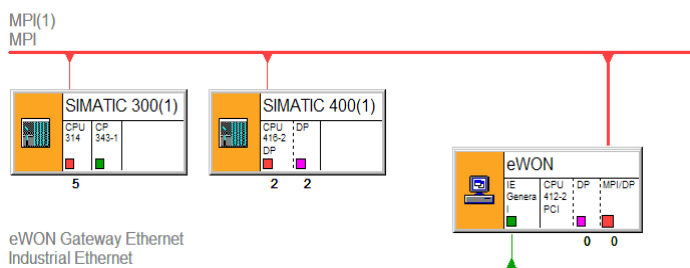 MPI(1)
MPI
SIMATIC 300(1)
CPU 314
CP 343-1
5
SIMATIC 400(1)
CPU 416-2 DP
DP
2 2
eWON
IE Genera l
CPU 412-2 PCI
DP
MPI/DP
0 0
eWON Gateway Ethernet
Industrial Ethernet